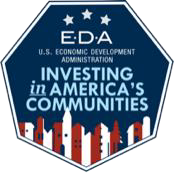 E·D·A
U.S. ECONOMIC DEVELOPMENT
ADMINISTRATION
INVESTING
in AMERICA'S
COMMUNITIES